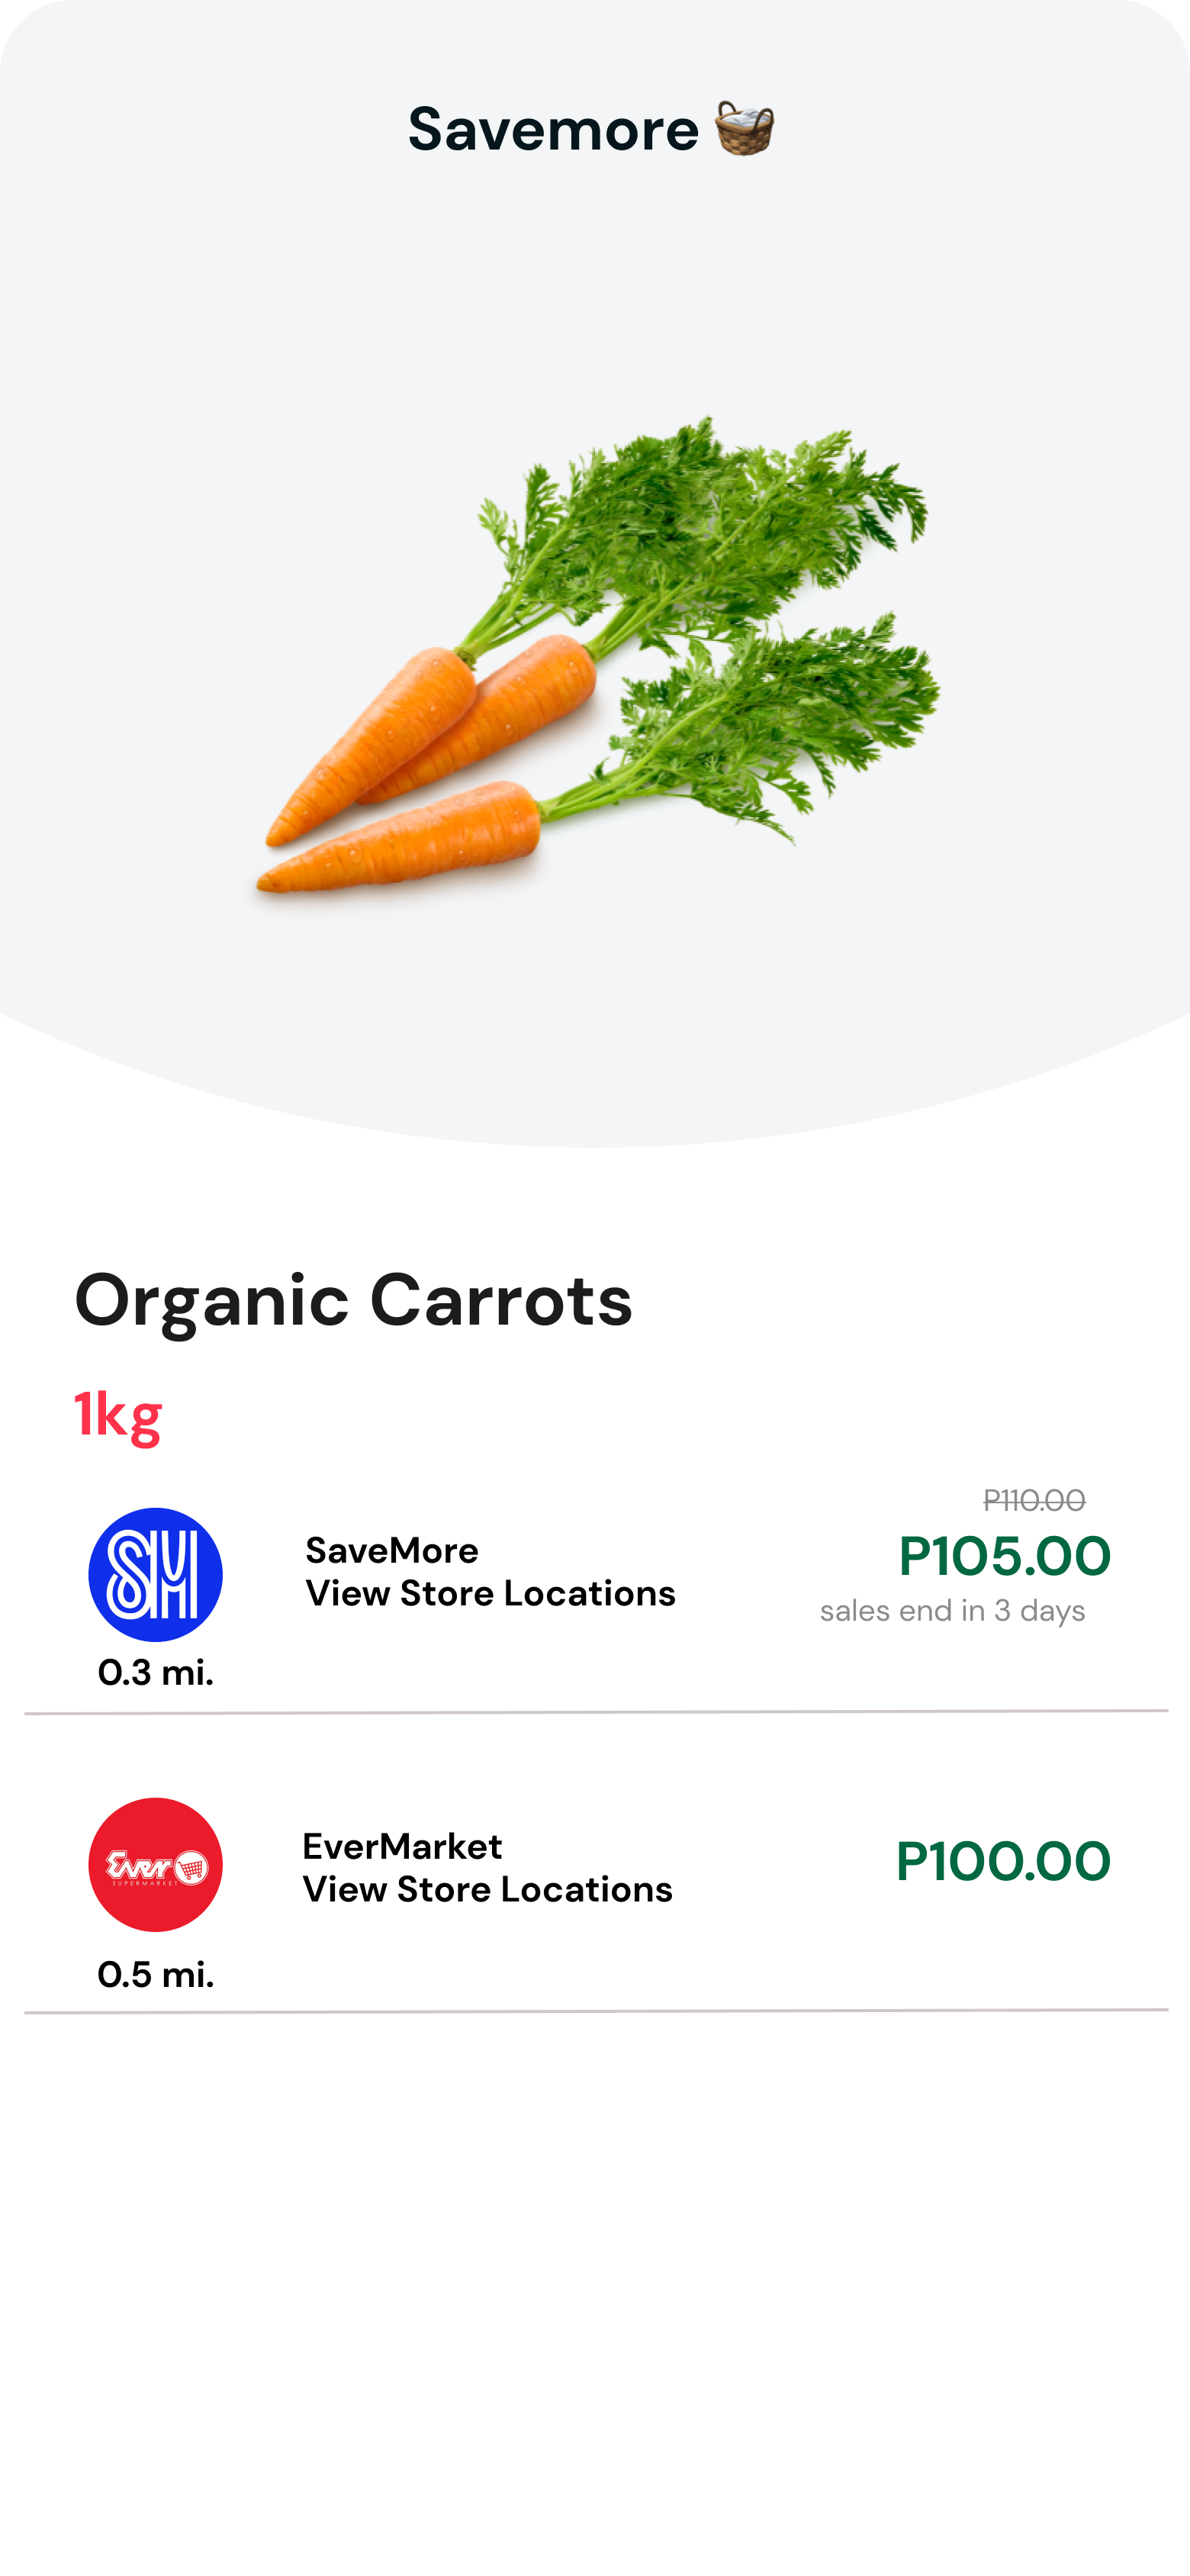 Savemore
Organic Carrots
1kg
P110.00
SaveMore
P105.00
View Store Locations
sales end in 3 days
SM
0.3 mi.
EverMarket
View Store Locations
P100.00
Ever
SUPERMARKET
0.5 mi.